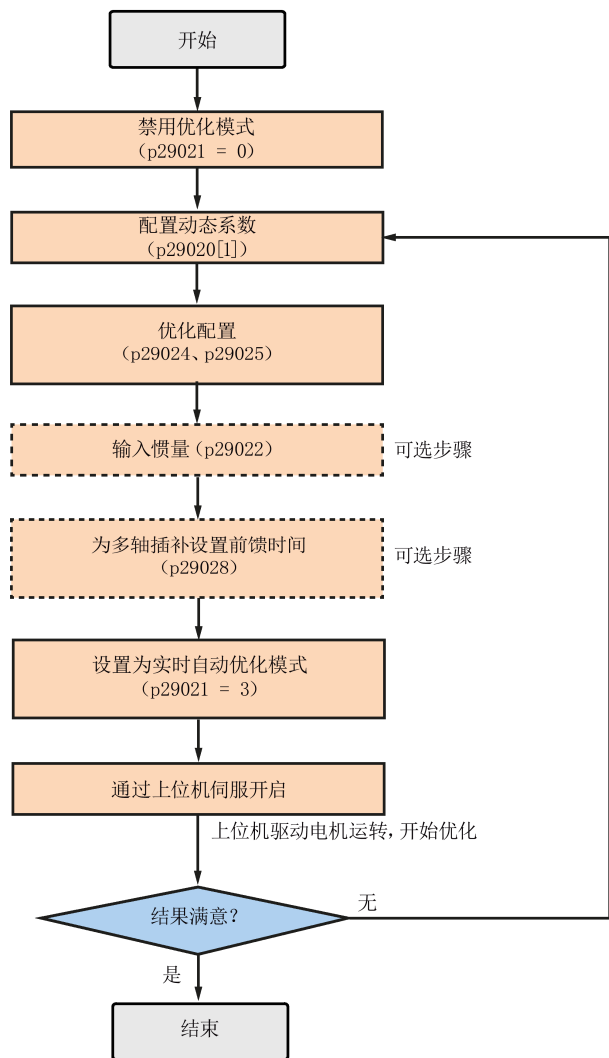 开始
禁用优化模式
（p29021 = 0）
配置动态系数
（p29020[1]）
优化配置
（p29024、p29025）
输入惯量（p29022）
可选步骤
为多轴插补设置前馈时间
（p29028）
可选步骤
设置为实时自动优化模式
（p29021 = 3）
通过上位机伺服开启
上位机驱动电机运转，开始优化
结果满意？
无
是
结束